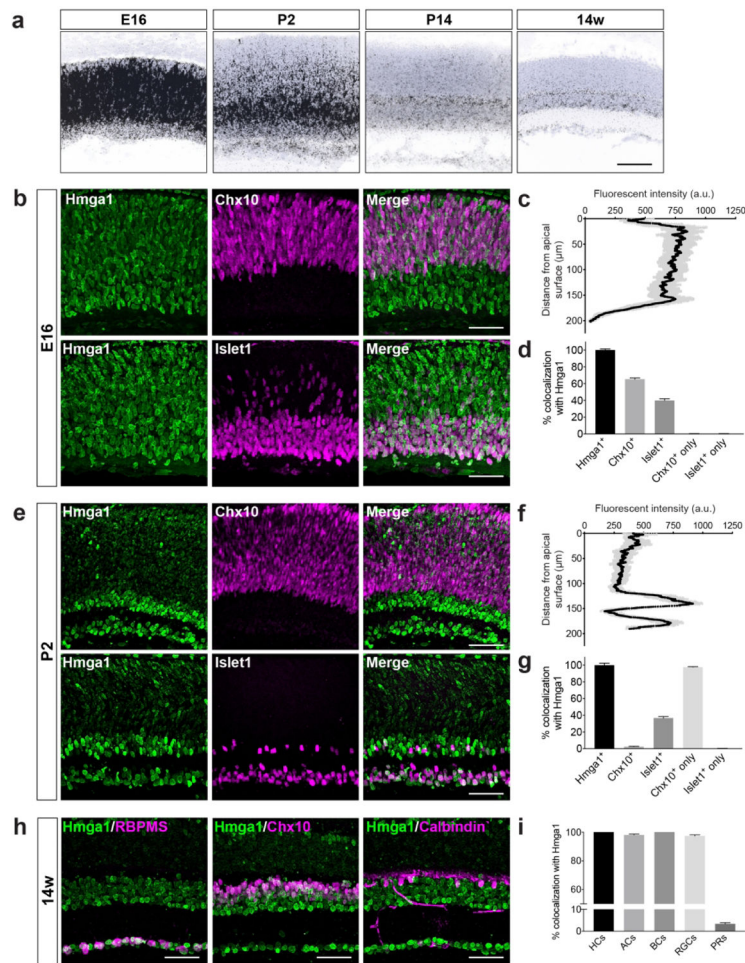 a
E16 P2 P14 14w
b
E16
Hmga1 Chx10 Merge
Hmga1 Islet1 Merge
c
Fluorescent intensity (a.u.)
0 250 500 750 1000 1250
Distance from apical
surface (µm)
0
50
100
150
200
d
% colocalization
with Hmga1
100
80
60
40
20
0
Hmga1+ Chx10+ Islet1+ Chx10+ only Islet1+ only
e
P2
Hmga1 Chx10 Merge
Hmga1 Islet1 Merge
f
Fluorescent intensity (a.u.)
0 250 500 750 1000 1250
Distance from apical
surface (µm)
0
50
100
150
200
g
% colocalization
with Hmga1
100
80
60
40
20
0
Hmga1+ Chx10+ Islet1+ Chx10+ only Islet1+ only
h
14w
Hmga1/RBPMS Hmga1/Chx10 Hmga1/Calbindin
i
% colocalization with Hmga1
100
80
60
10
0
HCs ACs BCs RGCs PRs